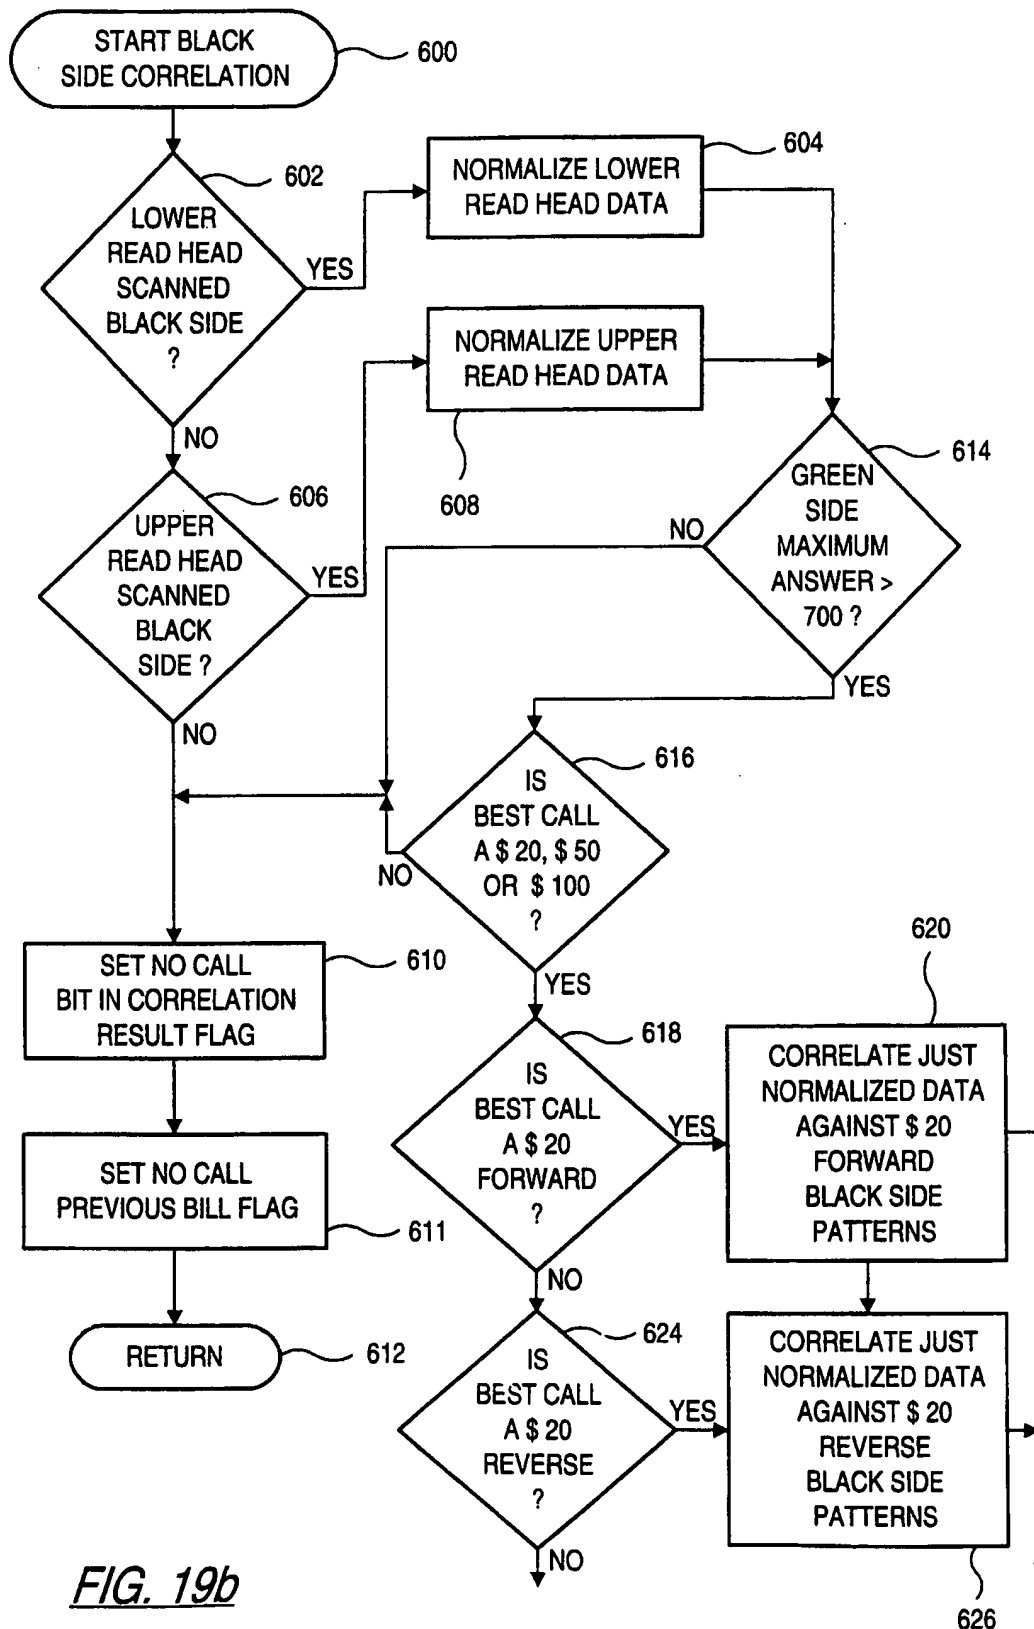 START BLACK
SIDE CORRELATION
600
602
LOWER
READ HEAD
SCANNED
BLACK SIDE
?
YES
NO
NORMALIZE LOWER
READ HEAD DATA
604
606
UPPER
READ HEAD
SCANNED
BLACK
SIDE ?
YES
NO
NORMALIZE UPPER
READ HEAD DATA
608
614
GREEN
SIDE
MAXIMUM
ANSWER >
700 ?
NO
YES
616
IS
BEST CALL
A $ 20, $ 50
OR $ 100
?
NO
YES
SET NO CALL
BIT IN CORRELATION
RESULT FLAG
610
SET NO CALL
PREVIOUS BILL FLAG
611
RETURN
612
618
IS
BEST CALL
A $ 20
FORWARD
?
YES
NO
620
CORRELATE JUST
NORMALIZED DATA
AGAINST $ 20
FORWARD
BLACK SIDE
PATTERNS
624
IS
BEST CALL
A $ 20
REVERSE
?
YES
NO
CORRELATE JUST
NORMALIZED DATA
AGAINST $ 20
REVERSE
BLACK SIDE
PATTERNS
626
FIG. 19b